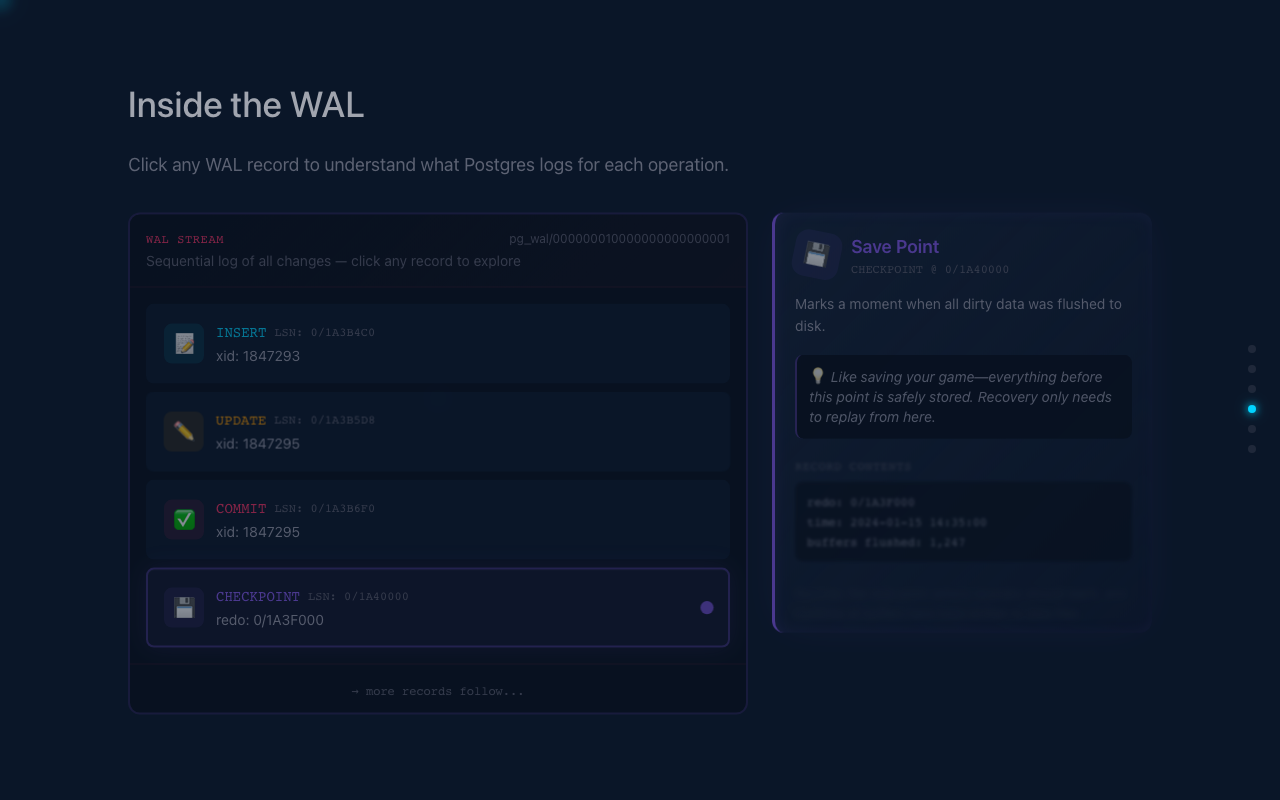 Inside the WAL
Click any WAL record to understand what Postgres logs for each operation.
WAL STREAM
pg_wal/000000010000000000000001
Sequential log of all changes — click any record to explore
INSERT LSN: 0/1A3B4C0
xid: 1847293
UPDATE LSN: 0/1A3B5D8
xid: 1847295
COMMIT LSN: 0/1A3B6F0
xid: 1847295
CHECKPOINT LSN: 0/1A40000
redo: 0/1A3F000
→ more records follow...
Save Point
CHECKPOINT @ 0/1A40000
Marks a moment when all dirty data was flushed to
disk.
Like saving your game—everything before
this point is safely stored. Recovery only needs
to replay from here.
RECORD CONTENTS
redo: 0/1A3F000
time: 2024-01-15 14:35:00
buffers flushed: 1,247